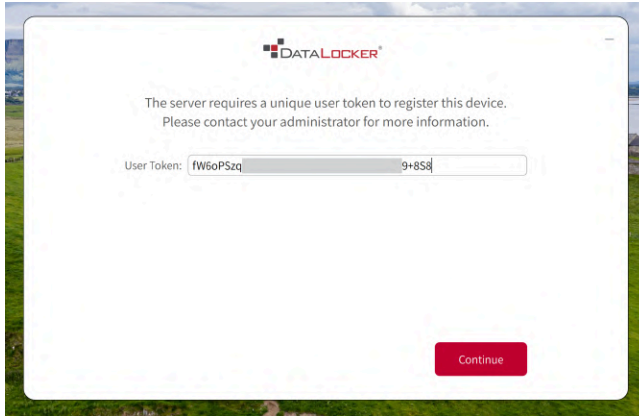 DATALOCKER®
The server requires a unique user token to register this device.
Please contact your administrator for more information.
User Token: fW6oPSzq 9+8S8
Continue